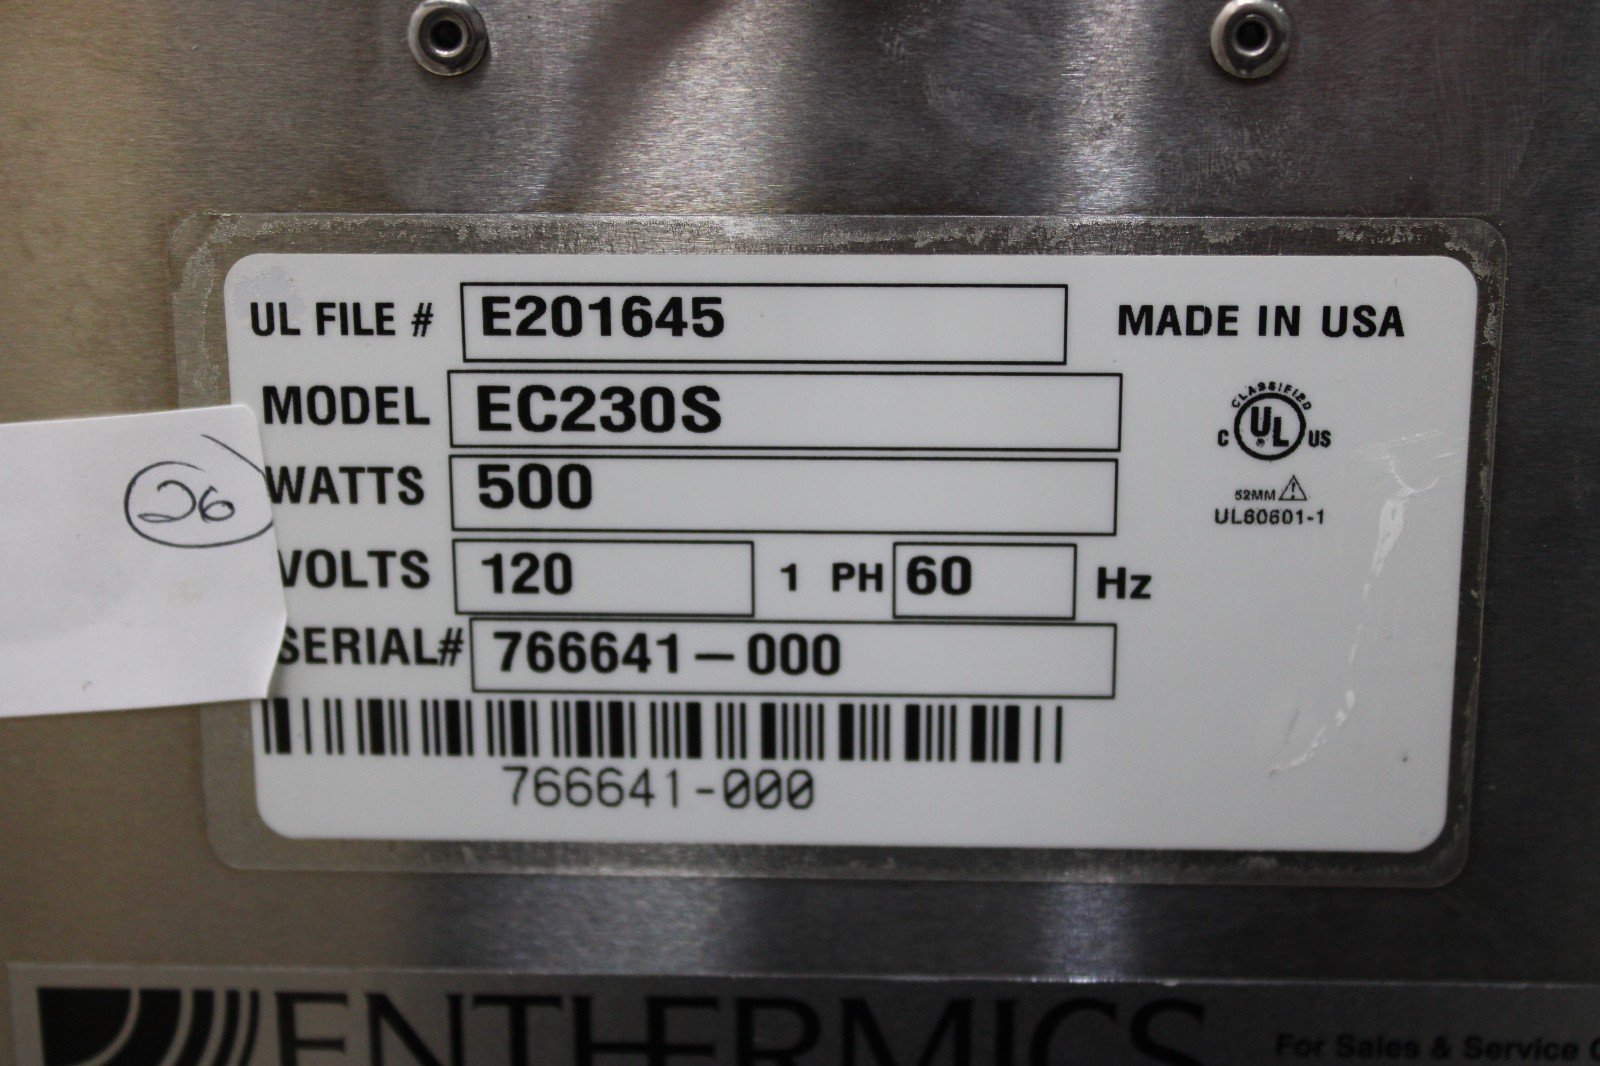 UL FILE # E201645 MADE IN USA
MODEL EC230S
CLASSIFIED
C UL US
®
WATTS 500
52MM
UL60601-1
26
VOLTS 120 1 PH 60 Hz
SERIAL# 766641-000
766641-000
ENTHERMICS
For Sales & Service